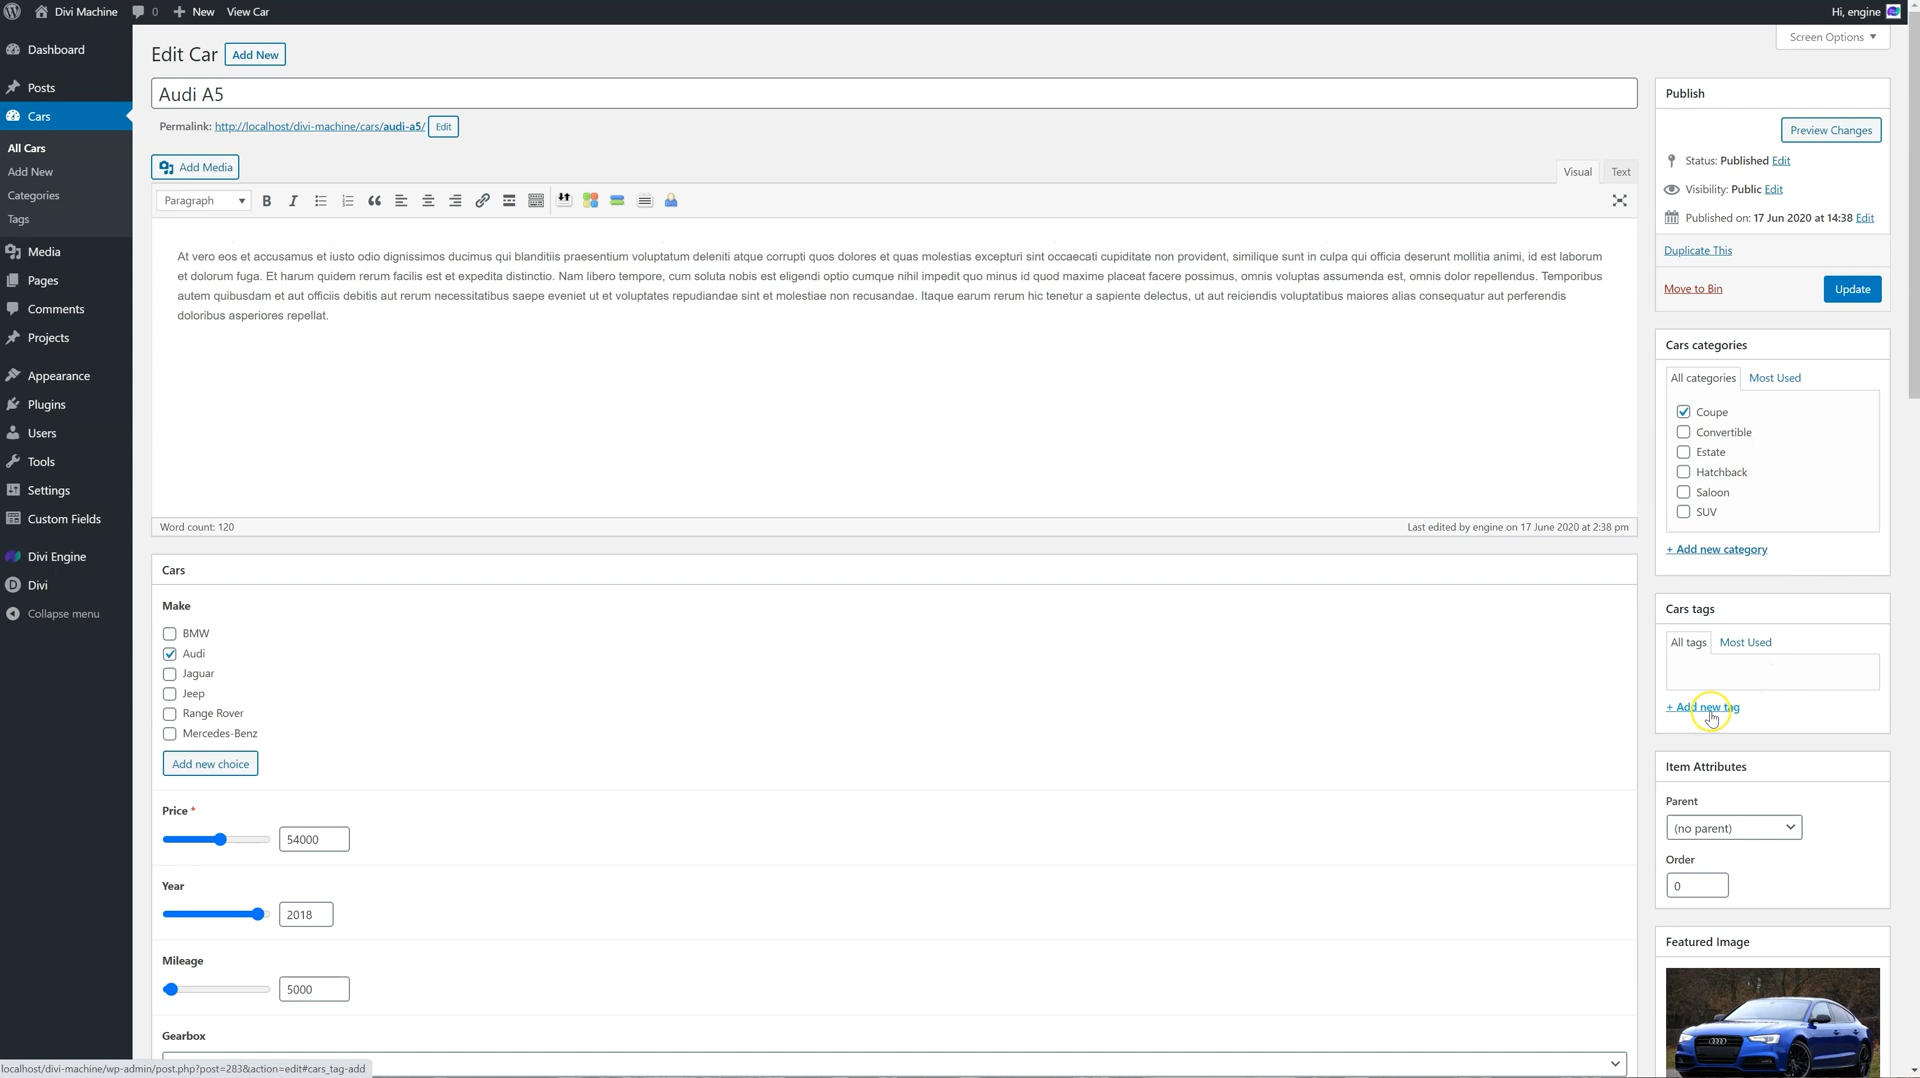 Divi Machine 0 New View Car Hi, engine
Screen Options
Dashboard
Posts
Cars
All Cars
Add New
Categories
Tags
Media
Pages
Comments
Projects
Appearance
Plugins
Users
Tools
Settings
Custom Fields
Divi Engine
D Divi
Collapse menu
Edit Car Add New
Audi A5
Permalink: http://localhost/divi-machine/cars/audi-a5/ Edit
Add Media
Visual Text
Paragraph B I
At vero eos et accusamus et iusto odio dignissimos ducimus qui blanditiis praesentium voluptatum deleniti atque corrupti quos dolores et quas molestias excepturi sint occaecati cupiditate non provident, similique sunt in culpa qui officia deserunt mollitia animi, id est laborum
et dolorum fuga. Et harum quidem rerum facilis est et expedita distinctio. Nam libero tempore, cum soluta nobis est eligendi optio cumque nihil impedit quo minus id quod maxime placeat facere possimus, omnis voluptas assumenda est, omnis dolor repellendus. Temporibus
autem quibusdam et aut officiis debitis aut rerum necessitatibus saepe eveniet ut et voluptates repudiandae sint et molestiae non recusandae. Itaque earum rerum hic tenetur a sapiente delectus, ut aut reiciendis voluptatibus maiores alias consequatur aut perferendis
doloribus asperiores repellat.
Word count: 120
Last edited by engine on 17 June 2020 at 2:38 pm
Cars
Make
BMW
Audi
Jaguar
Jeep
Range Rover
Mercedes-Benz
Add new choice
Price *
54000
Year
2018
Mileage
5000
Gearbox
Publish
Preview Changes
Status: Published Edit
Visibility: Public Edit
Published on: 17 Jun 2020 at 14:38 Edit
Duplicate This
Move to Bin Update
Cars categories
All categories Most Used
Coupe
Convertible
Estate
Hatchback
Saloon
SUV
+ Add new category
Cars tags
All tags Most Used
+ Add new tag
Item Attributes
Parent
(no parent)
Order
0
Featured Image
localhost/divi-machine/wp-admin/post.php?post=283&action=edit#cars_tag-add